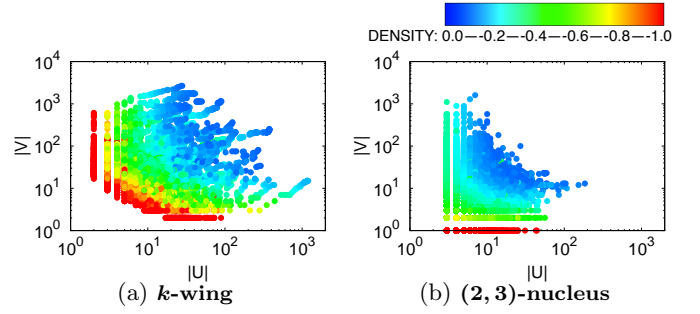 DENSITY: 0.0—-0.2—-0.4—-0.6—-0.8—-1.0
10^4
10^3
10^2
10^1
10^0
|V|
10^0 10^1 10^2 10^3
|U|
(a) k-wing
10^4
10^3
10^2
10^1
10^0
|V|
10^0 10^1 10^2 10^3
|U|
(b) (2, 3)-nucleus